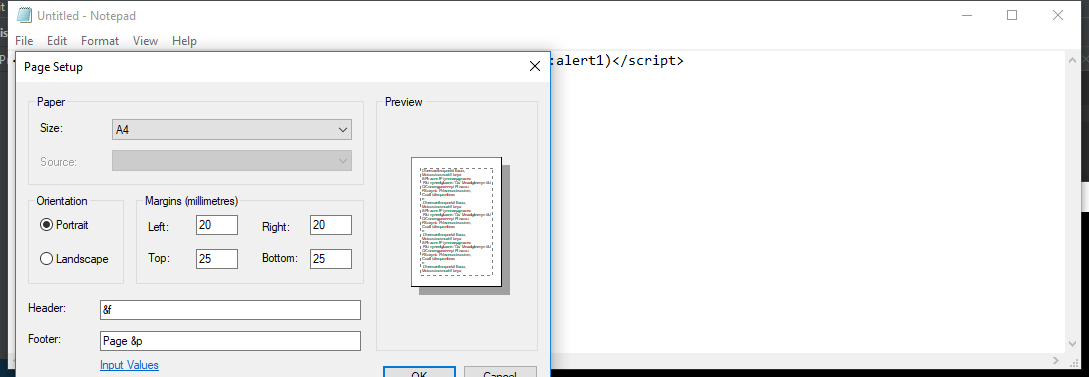 Untitled - Notepad
File Edit Format View Help
:alert1)</script>
Page Setup
Paper
Size: A4
Source:
Preview
Orientation
Portrait
Landscape
Margins (millimetres)
Left: 20 Right: 20
Top: 25 Bottom: 25
Header: &f
Footer: Page &p
Input Values
OK Cancel